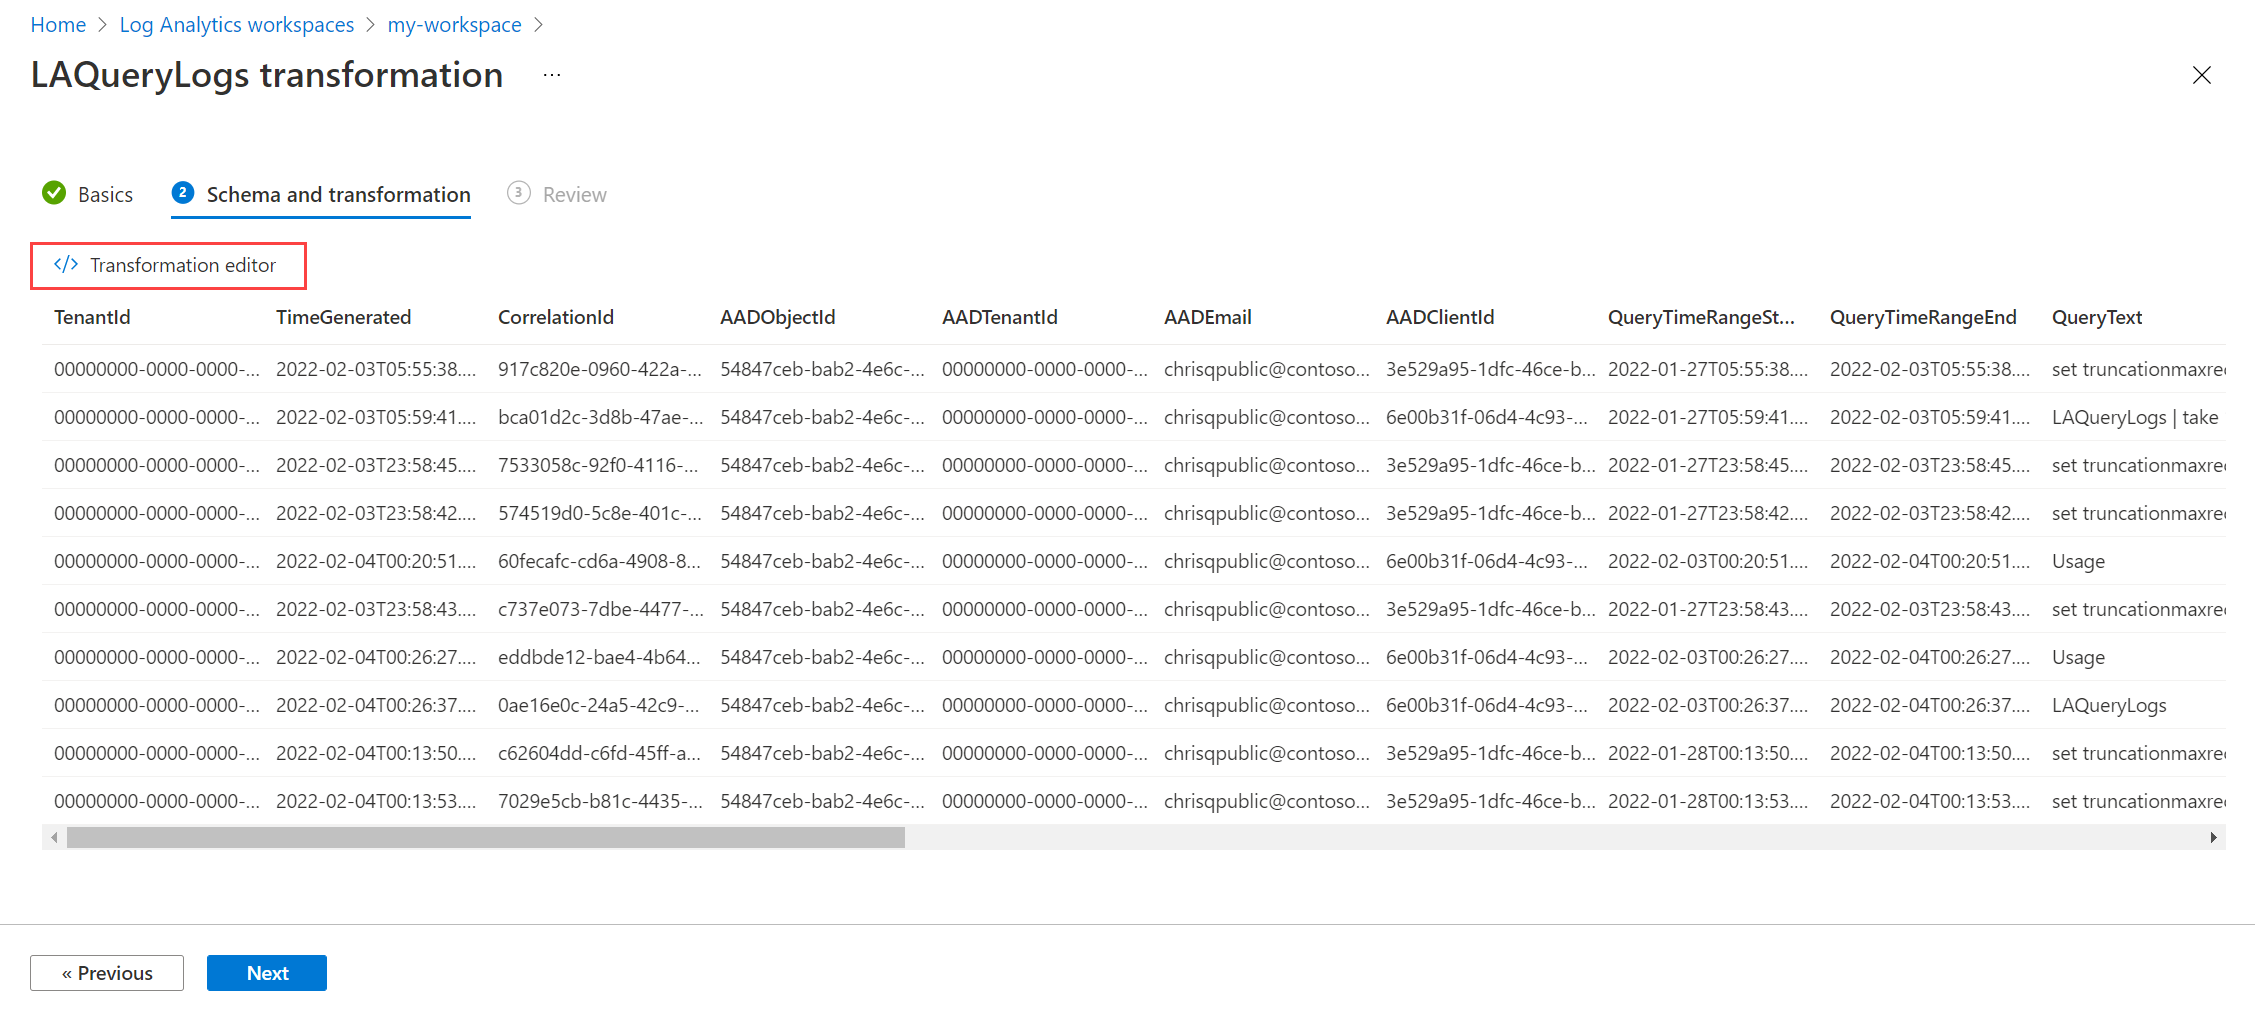 Home > Log Analytics workspaces > my-workspace >
LAQueryLogs transformation ...
Basics 2 Schema and transformation 3 Review
</> Transformation editor
TenantId TimeGenerated CorrelationId AADObjectId AADTenantId AADEmail AADClientId QueryTimeRangeSt... QueryTimeRangeEnd QueryText
00000000-0000-0000-... 2022-02-03T05:55:38.... 917c820e-0960-422a-... 54847ceb-bab2-4e6c-... 00000000-0000-0000-... chrisqpublic@contoso... 3e529a95-1dfc-46ce-b... 2022-01-27T05:55:38.... 2022-02-03T05:55:38.... set truncationmaxrec
00000000-0000-0000-... 2022-02-03T05:59:41.... bca01d2c-3d8b-47ae-... 54847ceb-bab2-4e6c-... 00000000-0000-0000-... chrisqpublic@contoso... 6e00b31f-06d4-4c93-... 2022-01-27T05:59:41.... 2022-02-03T05:59:41.... LAQueryLogs | take
00000000-0000-0000-... 2022-02-03T23:58:45.... 7533058c-92f0-4116-... 54847ceb-bab2-4e6c-... 00000000-0000-0000-... chrisqpublic@contoso... 3e529a95-1dfc-46ce-b... 2022-01-27T23:58:45.... 2022-02-03T23:58:45.... set truncationmaxrec
00000000-0000-0000-... 2022-02-03T23:58:42.... 574519d0-5c8e-401c-... 54847ceb-bab2-4e6c-... 00000000-0000-0000-... chrisqpublic@contoso... 3e529a95-1dfc-46ce-b... 2022-01-27T23:58:42.... 2022-02-03T23:58:42.... set truncationmaxrec
00000000-0000-0000-... 2022-02-04T00:20:51.... 60fecafc-cd6a-4908-8... 54847ceb-bab2-4e6c-... 00000000-0000-0000-... chrisqpublic@contoso... 6e00b31f-06d4-4c93-... 2022-02-03T00:20:51.... 2022-02-04T00:20:51.... Usage
00000000-0000-0000-... 2022-02-03T23:58:43.... c737e073-7dbe-4477-... 54847ceb-bab2-4e6c-... 00000000-0000-0000-... chrisqpublic@contoso... 3e529a95-1dfc-46ce-b... 2022-01-27T23:58:43.... 2022-02-03T23:58:43.... set truncationmaxrec
00000000-0000-0000-... 2022-02-04T00:26:27.... eddbde12-bae4-4b64... 54847ceb-bab2-4e6c-... 00000000-0000-0000-... chrisqpublic@contoso... 6e00b31f-06d4-4c93-... 2022-02-03T00:26:27.... 2022-02-04T00:26:27.... Usage
00000000-0000-0000-... 2022-02-04T00:26:37.... 0ae16e0c-24a5-42c9-... 54847ceb-bab2-4e6c-... 00000000-0000-0000-... chrisqpublic@contoso... 6e00b31f-06d4-4c93-... 2022-02-03T00:26:37.... 2022-02-04T00:26:37.... LAQueryLogs
00000000-0000-0000-... 2022-02-04T00:13:50.... c62604dd-c6fd-45ff-a... 54847ceb-bab2-4e6c-... 00000000-0000-0000-... chrisqpublic@contoso... 3e529a95-1dfc-46ce-b... 2022-01-28T00:13:50.... 2022-02-04T00:13:50.... set truncationmaxrec
00000000-0000-0000-... 2022-02-04T00:13:53.... 7029e5cb-b81c-4435-... 54847ceb-bab2-4e6c-... 00000000-0000-0000-... chrisqpublic@contoso... 3e529a95-1dfc-46ce-b... 2022-01-28T00:13:53.... 2022-02-04T00:13:53.... set truncationmaxrec
« Previous Next